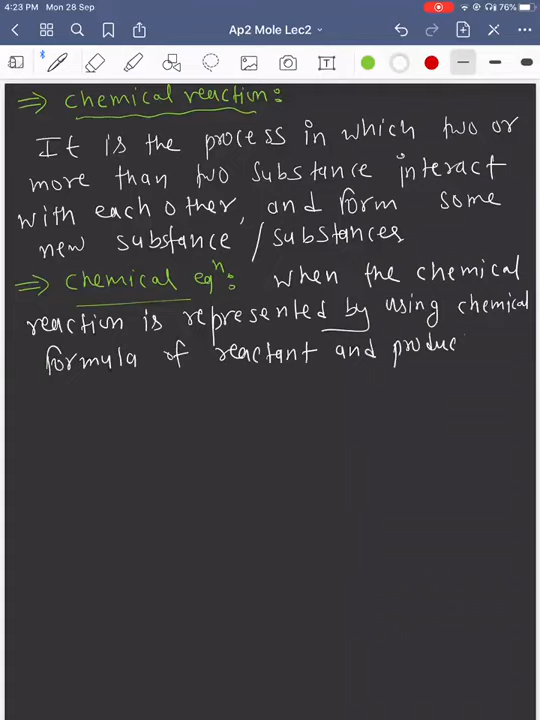 4:23 PM Mon 28 Sep
76%
Ap2 Mole Lec2
T
⇒ chemical reaction:
It is the process in which two or
more than two substance interact
with each other, and form some
new substance / substances
⇒ chemical eqⁿ: when the chemical
reaction is represented by using chemical
formula of reactant and produc